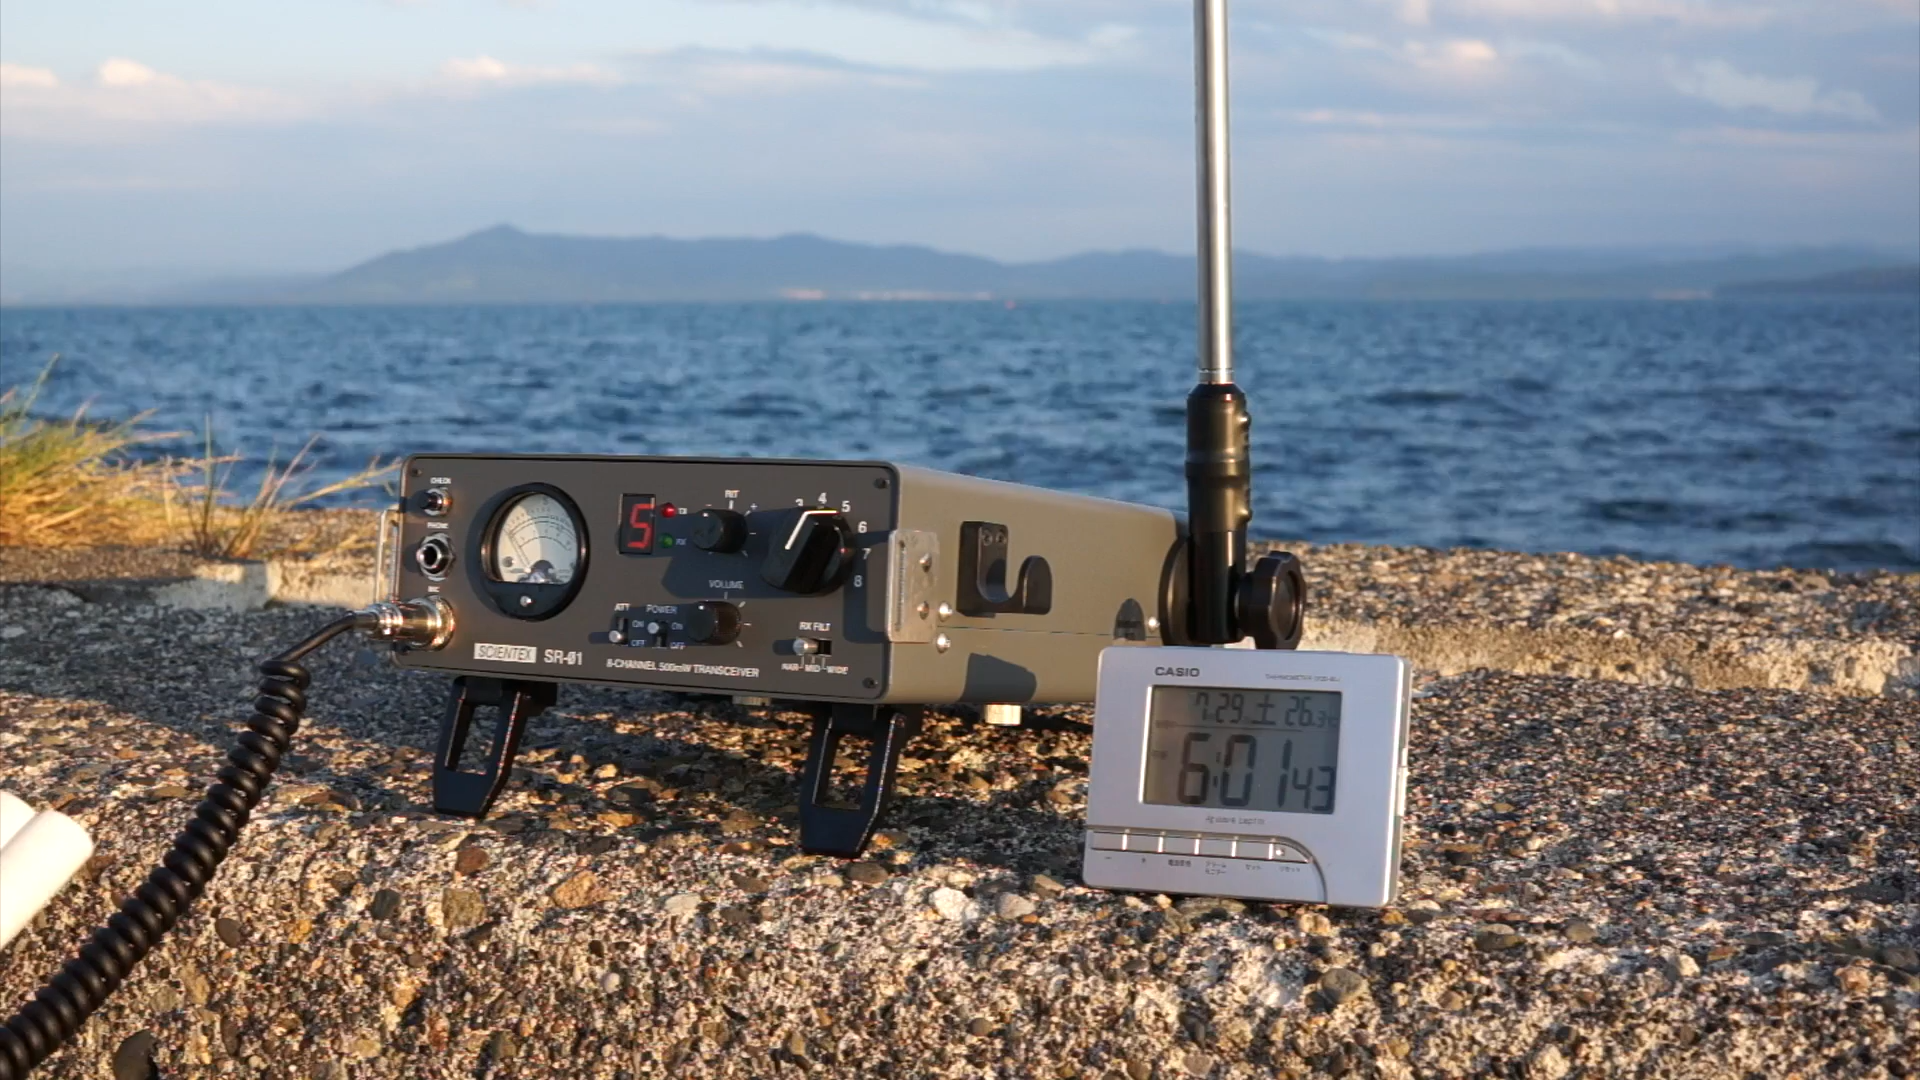 CHECK
PHONE
MIC
5
TX
RX
RIT
- +
3 4 5 6 7 8
VOLUME
ATT
ON
OFF
POWER
ON
OFF
RX FILT
NAR MID WIDE
SCIENTEX SR-01
8-CHANNEL 500mW TRANSCEIVER
CASIO
7 29 土 26.3
6:01 43